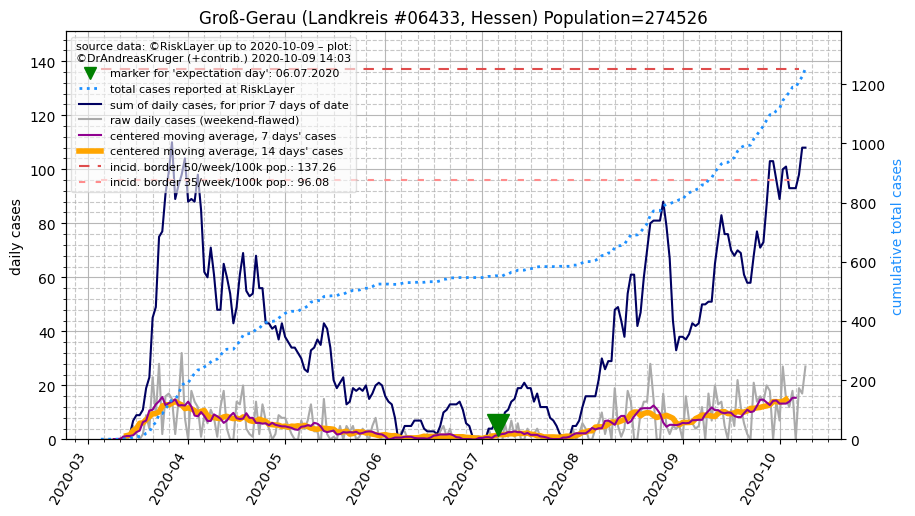 Groß-Gerau (Landkreis #06433, Hessen) Population=274526
source data: ©RiskLayer up to 2020-10-09 – plot:
©DrAndreasKruger (+contrib.) 2020-10-09 14:03
marker for 'expectation day': 06.07.2020
total cases reported at RiskLayer
sum of daily cases, for prior 7 days of date
raw daily cases (weekend-flawed)
centered moving average, 7 days' cases
centered moving average, 14 days' cases
incid. border 50/week/100k pop.: 137.26
incid. border 35/week/100k pop.: 96.08
daily cases
140
120
100
80
60
40
20
0
cumulative total cases
1200
1000
800
600
400
200
0
2020-03
2020-04
2020-05
2020-06
2020-07
2020-08
2020-09
2020-10